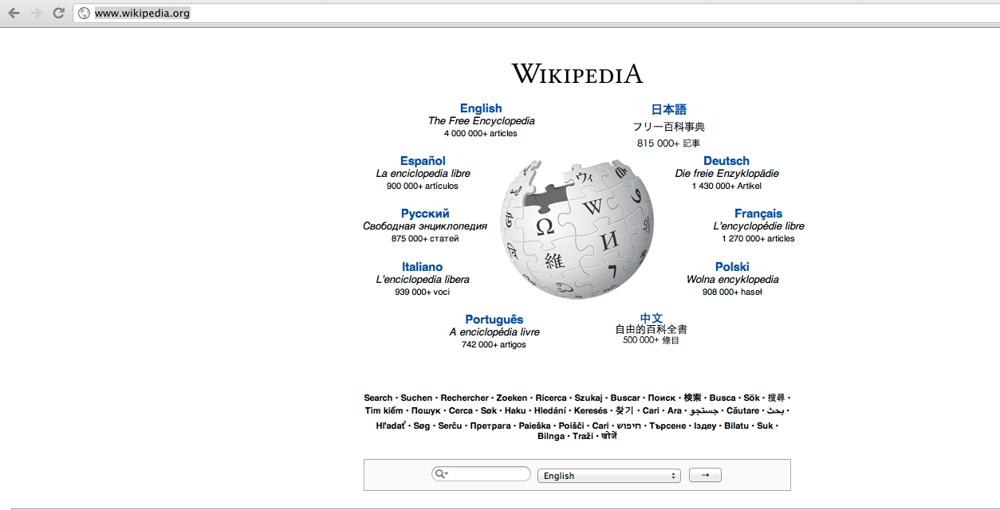 www.wikipedia.org
WIKIPEDIA
English
The Free Encyclopedia
4 000 000+ articles
日本語
フリー百科事典
815 000+ 記事
Español
La enciclopedia libre
900 000+ artículos
Deutsch
Die freie Enzyklopädie
1 430 000+ Artikel
Русский
Свободная энциклопедия
875 000+ статей
Français
L'encyclopédie libre
1 270 000+ articles
Italiano
L'enciclopedia libera
939 000+ voci
Polski
Wolna encyklopedia
908 000+ haseł
Português
A enciclopédia livre
742 000+ artigos
中文
自由的百科全書
500 000+ 條目
Ω W И 維 ウィ 7
Search · Suchen · Rechercher · Zoeken · Ricerca · Szukaj · Buscar · Поиск · 検索 · Busca · Sök · 搜尋 ·
Tìm kiếm · Пошук · Cerca · Søk · Haku · Hledání · Keresés · 찾기 · Cari · Ara · جستجو · Căutare · بحث ·
Hľadať · Søg · Serĉu · Претрага · Paieška · Poišči · Cari · חיפוש · Търсене · Іздеу · Bilatu · Suk ·
Bilnga · Traži · खोजें
English
→